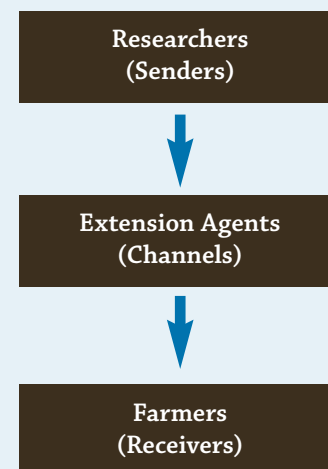 Researchers
(Senders)
Extension Agents
(Channels)
Farmers
(Receivers)